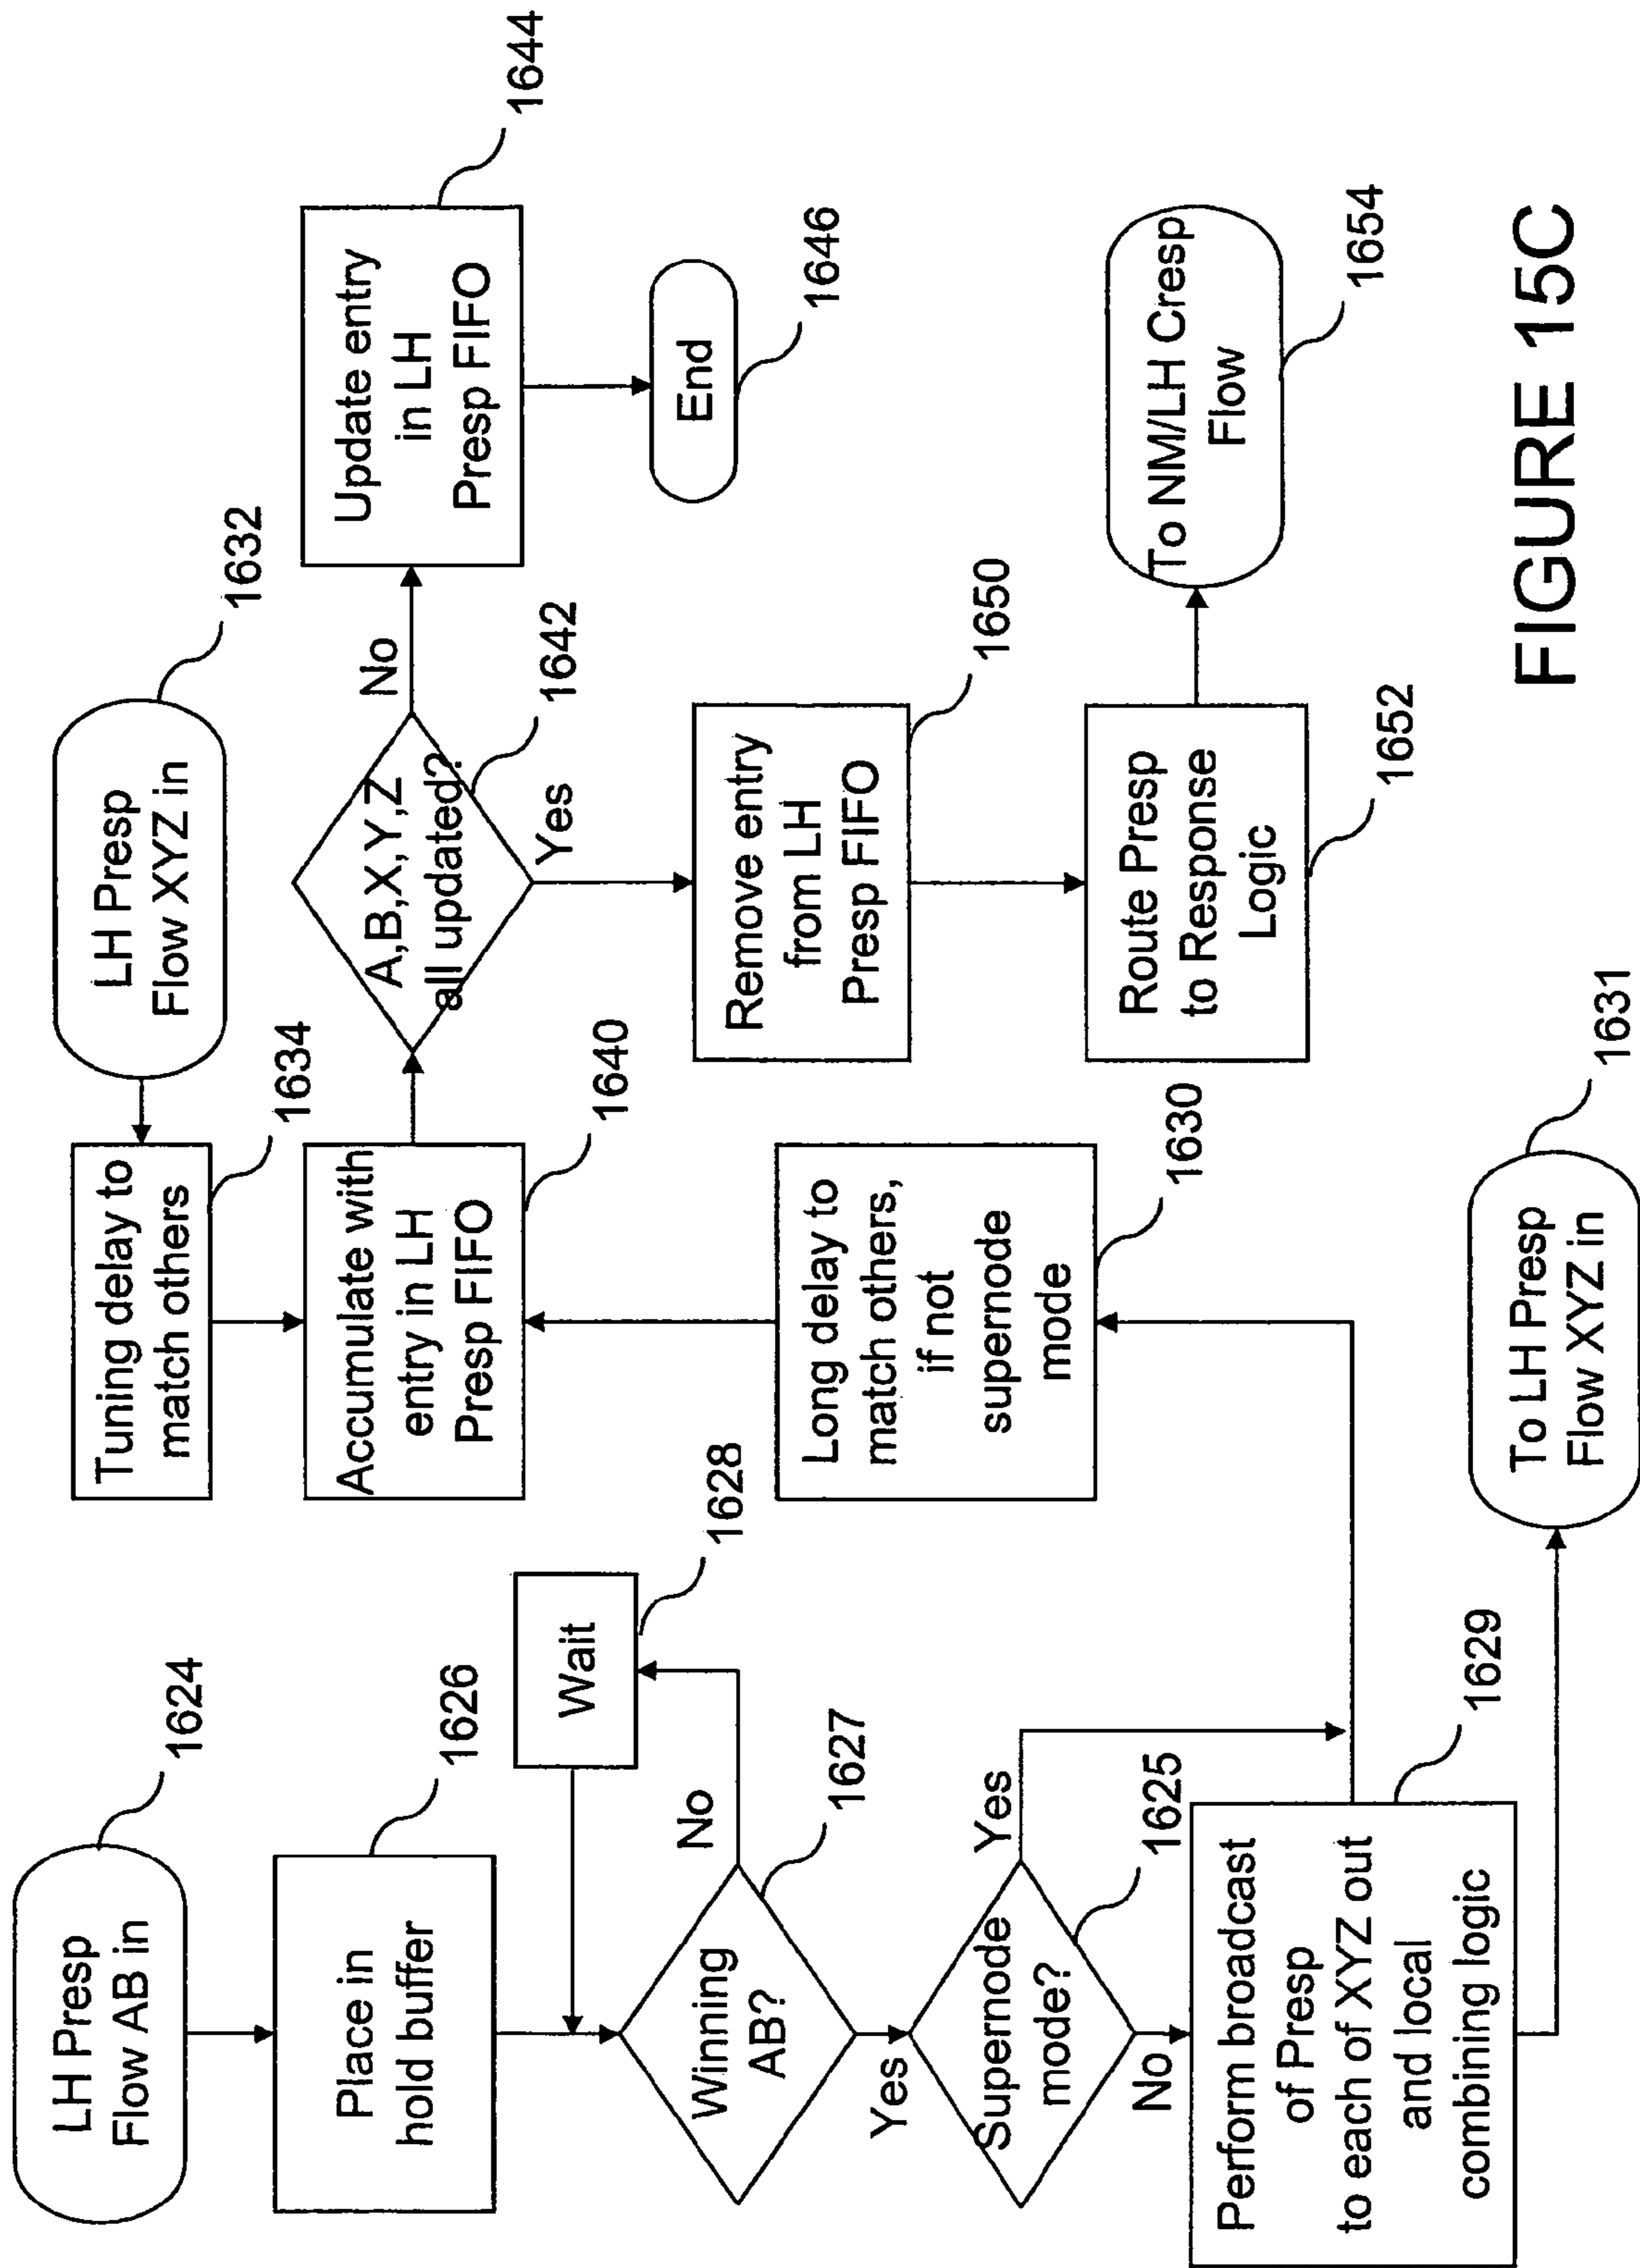 LH Presp
Flow AB in
1624
Place in
hold buffer
1626
Wait
1628
Winning
AB?
1627
No
Yes
Supernode
mode?
1625
Yes
No
Perform broadcast
of Presp
to each of XYZ out
and local
combining logic
1629
To LH Presp
Flow XYZ in
1631
Long delay to
match others,
if not
supernode
mode
1630
LH Presp
Flow XYZ in
1632
Tuning delay to
match others
1634
Accumulate with
entry in LH
Presp FIFO
1640
A,B,X,Y,Z
all updated?
1642
No
Yes
Update entry
in LH
Presp FIFO
1644
End
1646
Remove entry
from LH
Presp FIFO
1650
Route Presp
to Response
Logic
1652
To NM/LH Cresp
Flow
1654
FIGURE 15C